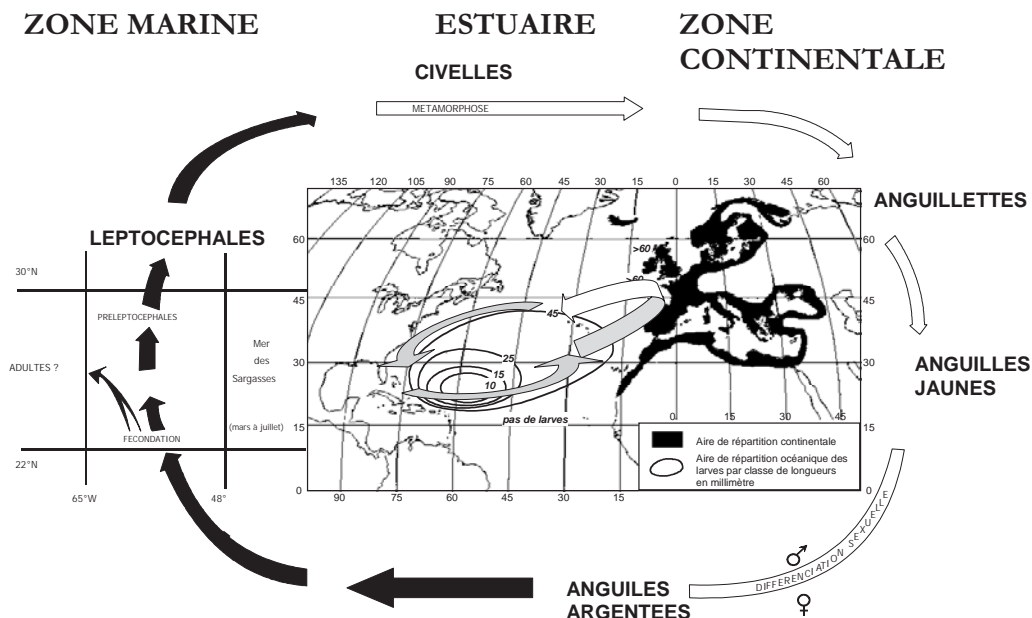 ZONE MARINE
ESTUAIRE
ZONE
CONTINENTALE
CIVELLES
METAMORPHOSE
135 120 105 90 75 60 45 30 15 0 15 30 45 60
ANGUILLETTES
LEPTOCEPHALES
60
>60
60
30°N
>60
45
45
45
PRELEPTOCEPHALES
Mer
des
Sargasses
ADULTES ?
25
30
30
ANGUILLES
JAUNES
15
10
pas de larves
0 15 30 45
(mars à juillet)
FECONDATION
15
15
Aire de répartition continentale
Aire de répartition océanique des
larves par classe de longueurs
en millimètre
22°N
65°W
48°
0
0
90 75 60 45 30 15
DIFFERENCIATION SEXUELLE
♂
♀
ANGUILES
ARGENTEES